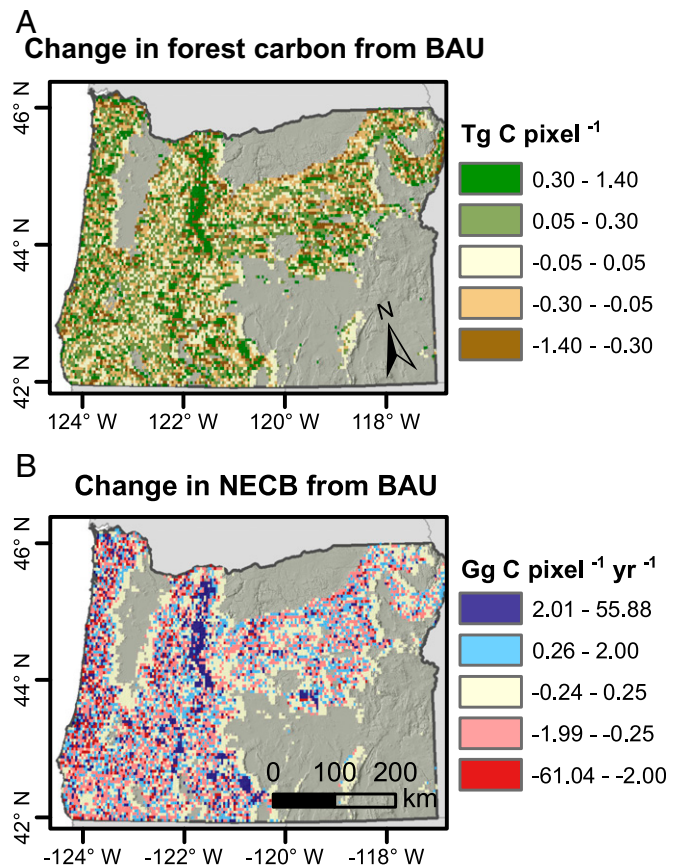 A
Change in forest carbon from BAU
46° N
44° N
42° N
-124° W
-122° W
-120° W
-118° W
N
Tg C pixel ⁻¹
0.30 - 1.40
0.05 - 0.30
-0.05 - 0.05
-0.30 - -0.05
-1.40 - -0.30
B
Change in NECB from BAU
46° N
44° N
42° N
-124° W
-122° W
-120° W
-118° W
0 100 200
km
Gg C pixel ⁻¹ yr ⁻¹
2.01 - 55.88
0.26 - 2.00
-0.24 - 0.25
-1.99 - -0.25
-61.04 - -2.00